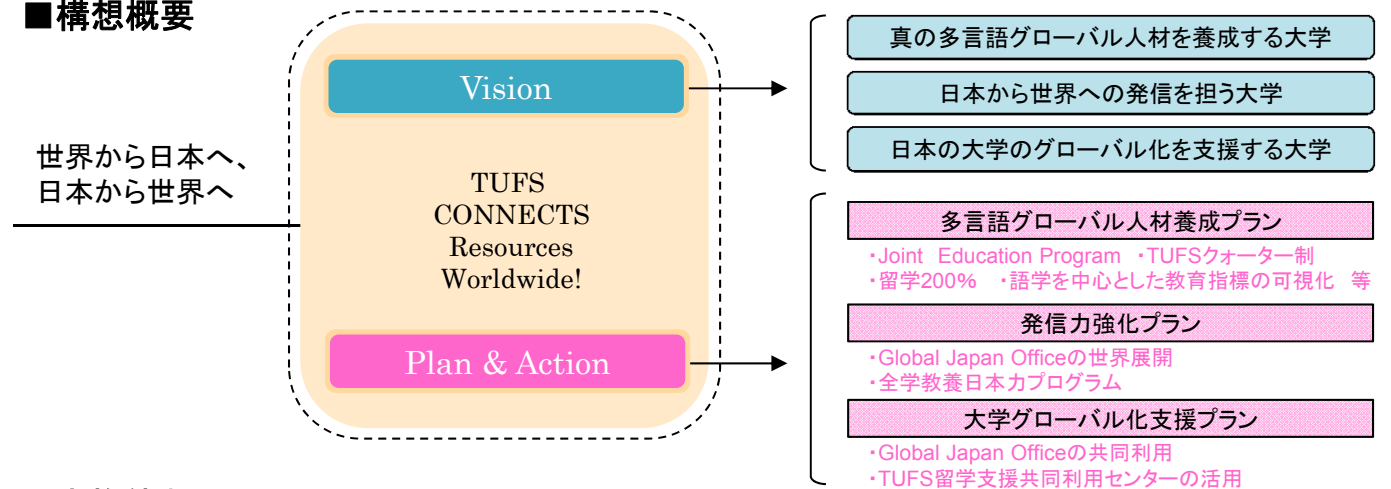 ■構想概要
世界から日本へ、
日本から世界へ
Vision
TUFS
CONNECTS
Resources
Worldwide!
Plan & Action
真の多言語グローバル人材を養成する大学
日本から世界への発信を担う大学
日本の大学のグローバル化を支援する大学
多言語グローバル人材養成プラン
・Joint Education Program ・TUFSクォーター制
・留学200% ・語学を中心とした教育指標の可視化 等
発信力強化プラン
・Global Japan Officeの世界展開
・全学教養日本力プログラム
大学グローバル化支援プラン
・Global Japan Officeの共同利用
・TUFS留学支援共同利用センターの活用